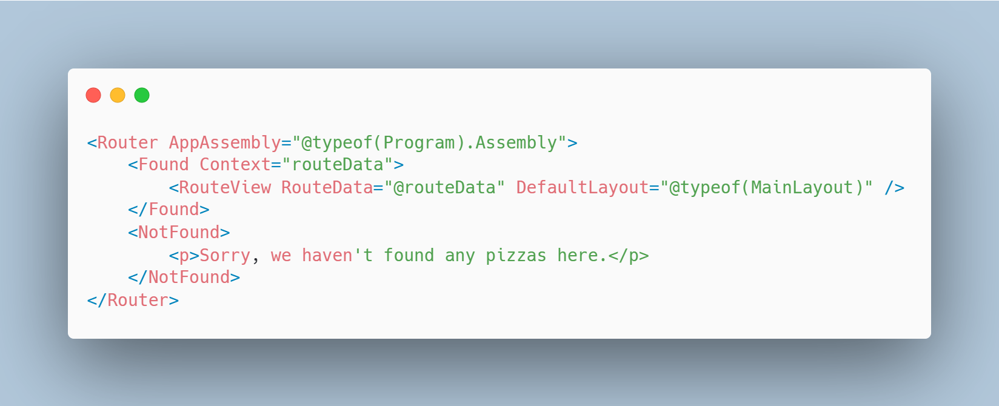 <Router AppAssembly="@typeof(Program).Assembly">
    <Found Context="routeData">
        <RouteView RouteData="@routeData" DefaultLayout="@typeof(MainLayout)" />
    </Found>
    <NotFound>
        <p>Sorry, we haven't found any pizzas here.</p>
    </NotFound>
</Router>